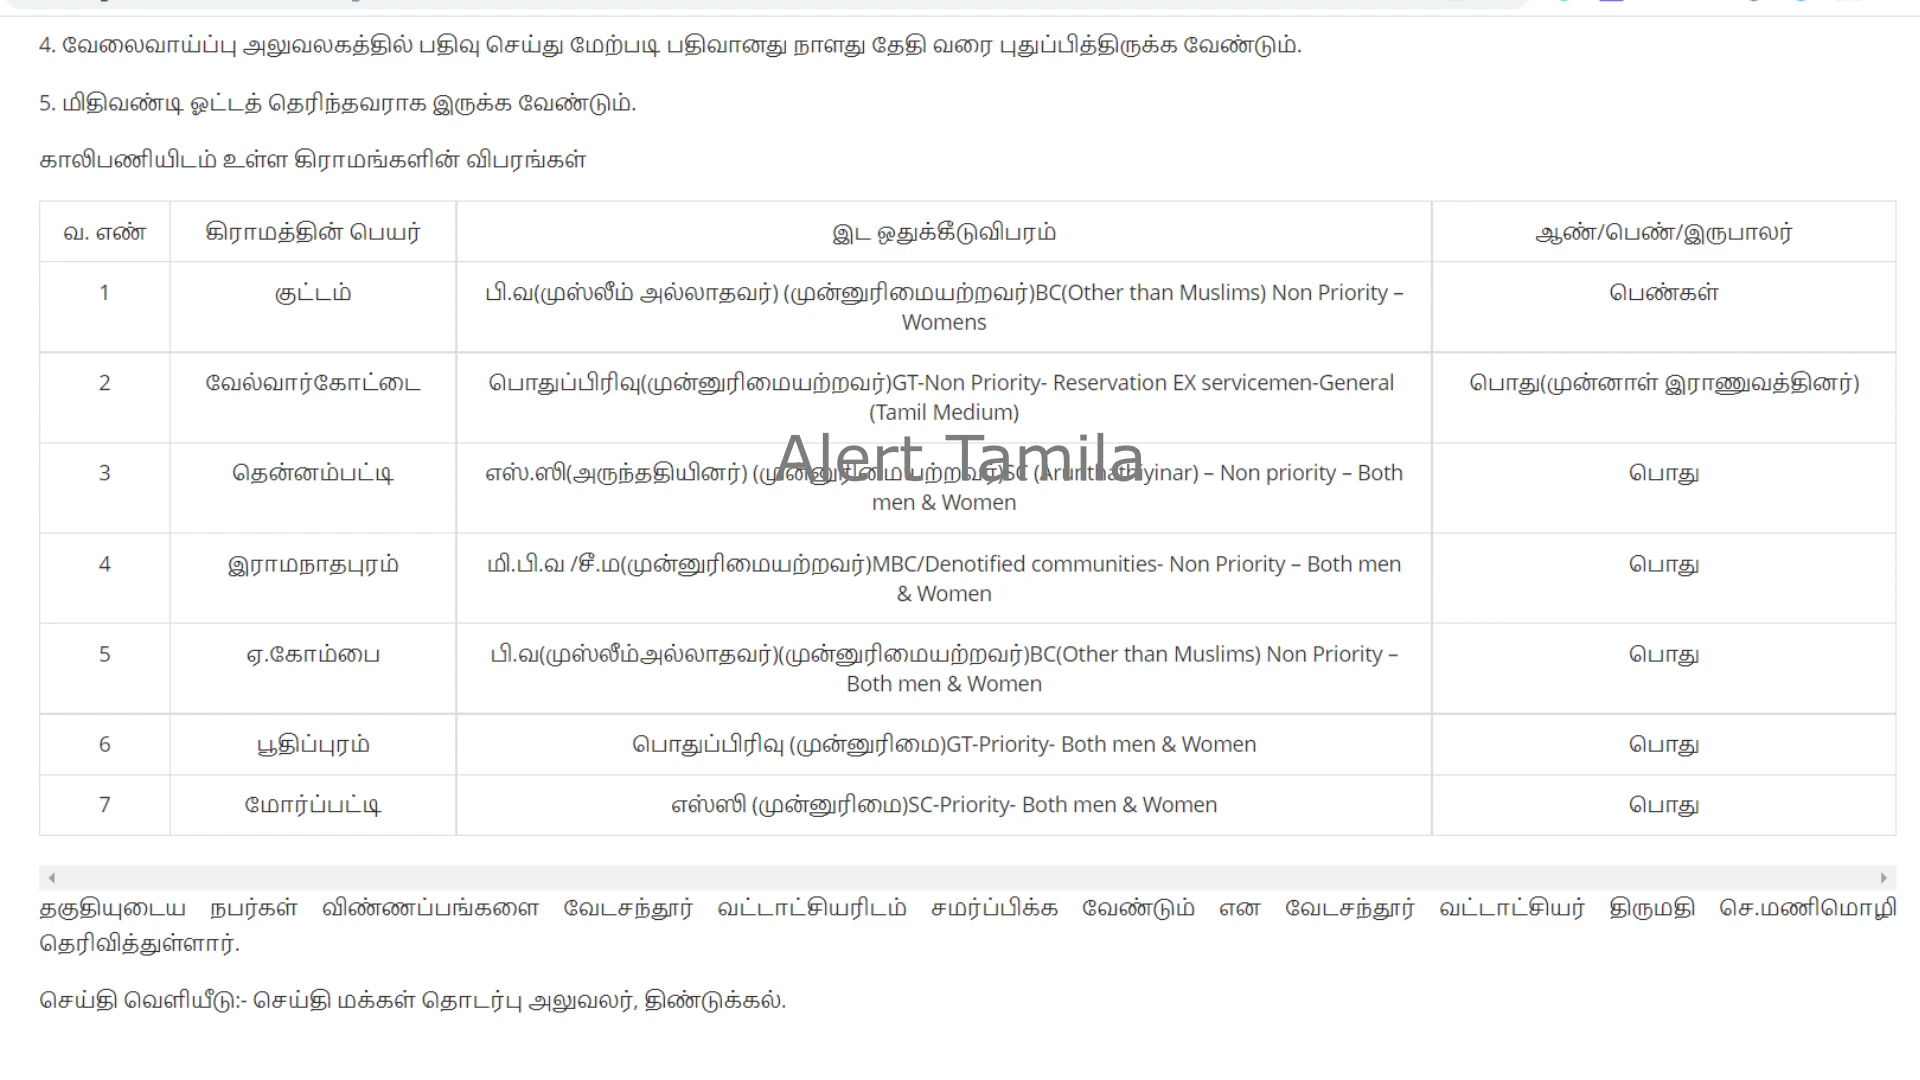 4. வேலைவாய்ப்பு அலுவலகத்தில் பதிவு செய்து மேற்படி பதிவானது நாளது தேதி வரை புதுப்பித்திருக்க வேண்டும்.
5. மிதிவண்டி ஓட்டத் தெரிந்தவராக இருக்க வேண்டும்.
காலிபணியிடம் உள்ள கிராமங்களின் விபரங்கள்
வ. எண் கிராமத்தின் பெயர் இட ஒதுக்கீடுவிபரம் ஆண்/பெண்/இருபாலர்
1 குட்டம் பி.வ(முஸ்லீம் அல்லாதவர்) (முன்னுரிமையற்றவர்)BC(Other than Muslims) Non Priority – பெண்கள்
Womens
2 வேல்வார்கோட்டை பொதுப்பிரிவு(முன்னுரிமையற்றவர்)GT-Non Priority- Reservation EX servicemen-General பொது(முன்னாள் இராணுவத்தினர்)
(Tamil Medium)
Alert Tamila
3 தென்னம்பட்டி எஸ்.ஸி(அருந்ததியினர்) (முன்னுரிமையற்றவர்)SC (Arunthathiyinar) – Non priority – Both பொது
men & Women
4 இராமநாதபுரம் மி.பி.வ /சீ.ம(முன்னுரிமையற்றவர்)MBC/Denotified communities- Non Priority – Both men பொது
& Women
5 ஏ.கோம்பை பி.வ(முஸ்லீம்அல்லாதவர்)(முன்னுரிமையற்றவர்)BC(Other than Muslims) Non Priority – பொது
Both men & Women
6 பூதிப்புரம் பொதுப்பிரிவு (முன்னுரிமை)GT-Priority- Both men & Women பொது
7 மோர்ப்பட்டி எஸ்ஸி (முன்னுரிமை)SC-Priority- Both men & Women பொது
தகுதியுடைய நபர்கள் விண்ணப்பங்களை வேடசந்தூர் வட்டாட்சியரிடம் சமர்ப்பிக்க வேண்டும் என வேடசந்தூர் வட்டாட்சியர் திருமதி செ.மணிமொழி
தெரிவித்துள்ளார்.
செய்தி வெளியீடு:- செய்தி மக்கள் தொடர்பு அலுவலர், திண்டுக்கல்.